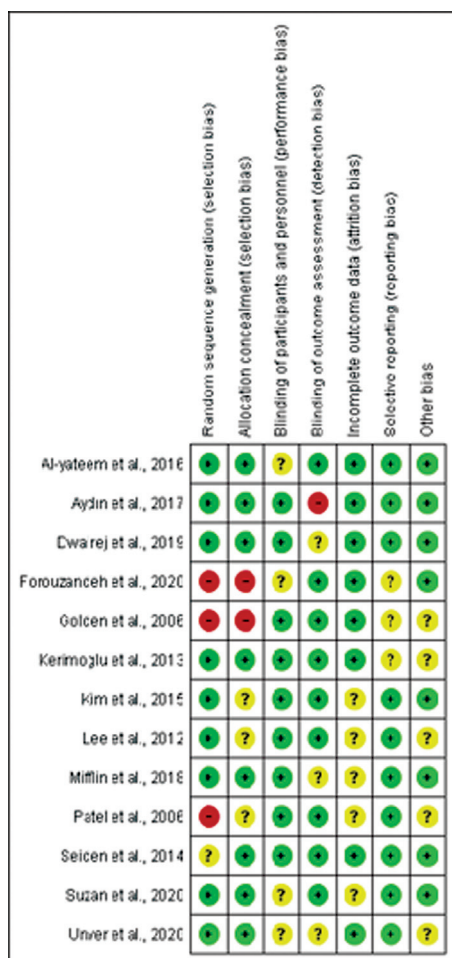 Random sequence generation (selection bias)
Allocation concealment (selection bias)
Blinding of participants and personnel (performance bias)
Blinding of outcome assessment (detection bias)
Incomplete outcome data (attrition bias)
Selective reporting (reporting bias)
Other bias
Al-yateem et al., 2016 + + ? + + + +
Aydin et al., 2017 + + + - + + +
Dwairej et al., 2019 + + + ? + + +
Forouzanceh et al., 2020 - - ? + + ? +
Golcen et al., 2006 - - + + + ? ?
Kerimoglu et al., 2013 + + + + + ? ?
Kim et al., 2015 + ? + + ? + +
Lee et al., 2012 + ? + + ? + ?
Mifflin et al., 2018 + + + ? ? + +
Patel et al., 2006 - ? + + ? + ?
Seicen et al., 2014 ? + + + + + +
Suzan et al., 2020 + + ? + ? + +
Unver et al., 2020 + + ? ? + + ?